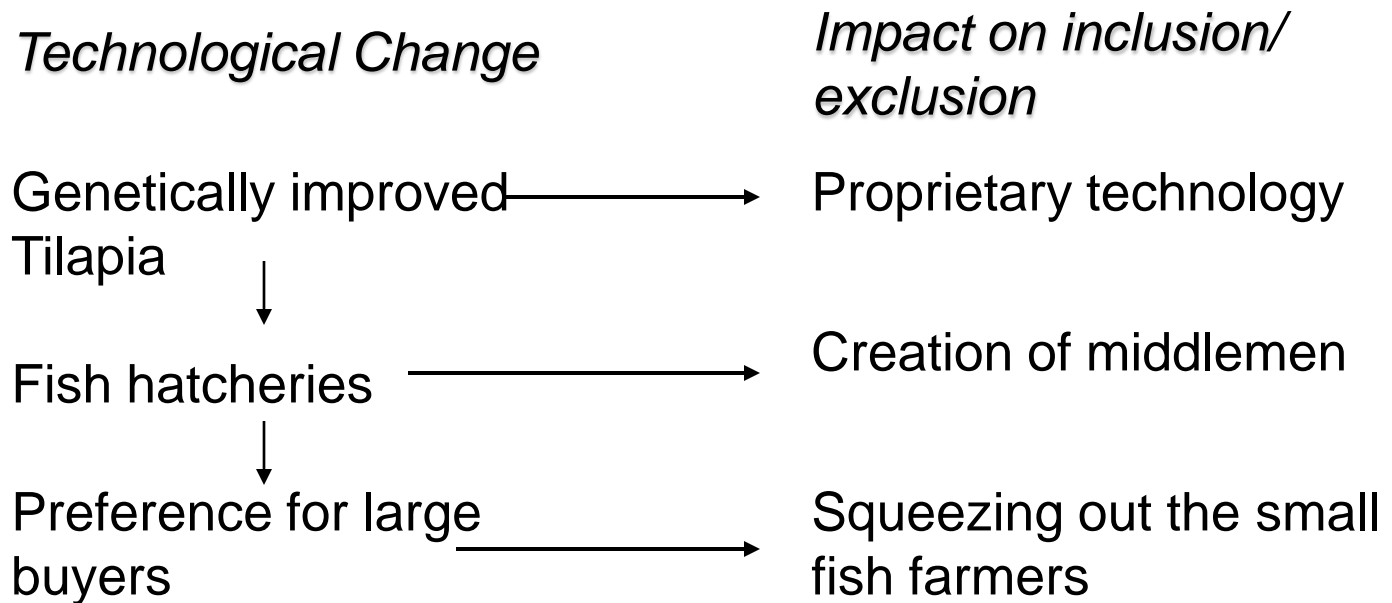 Technological Change
Impact on inclusion/
exclusion
Genetically improved
Tilapia
Proprietary technology
Fish hatcheries
Creation of middlemen
Preference for large
buyers
Squeezing out the small
fish farmers